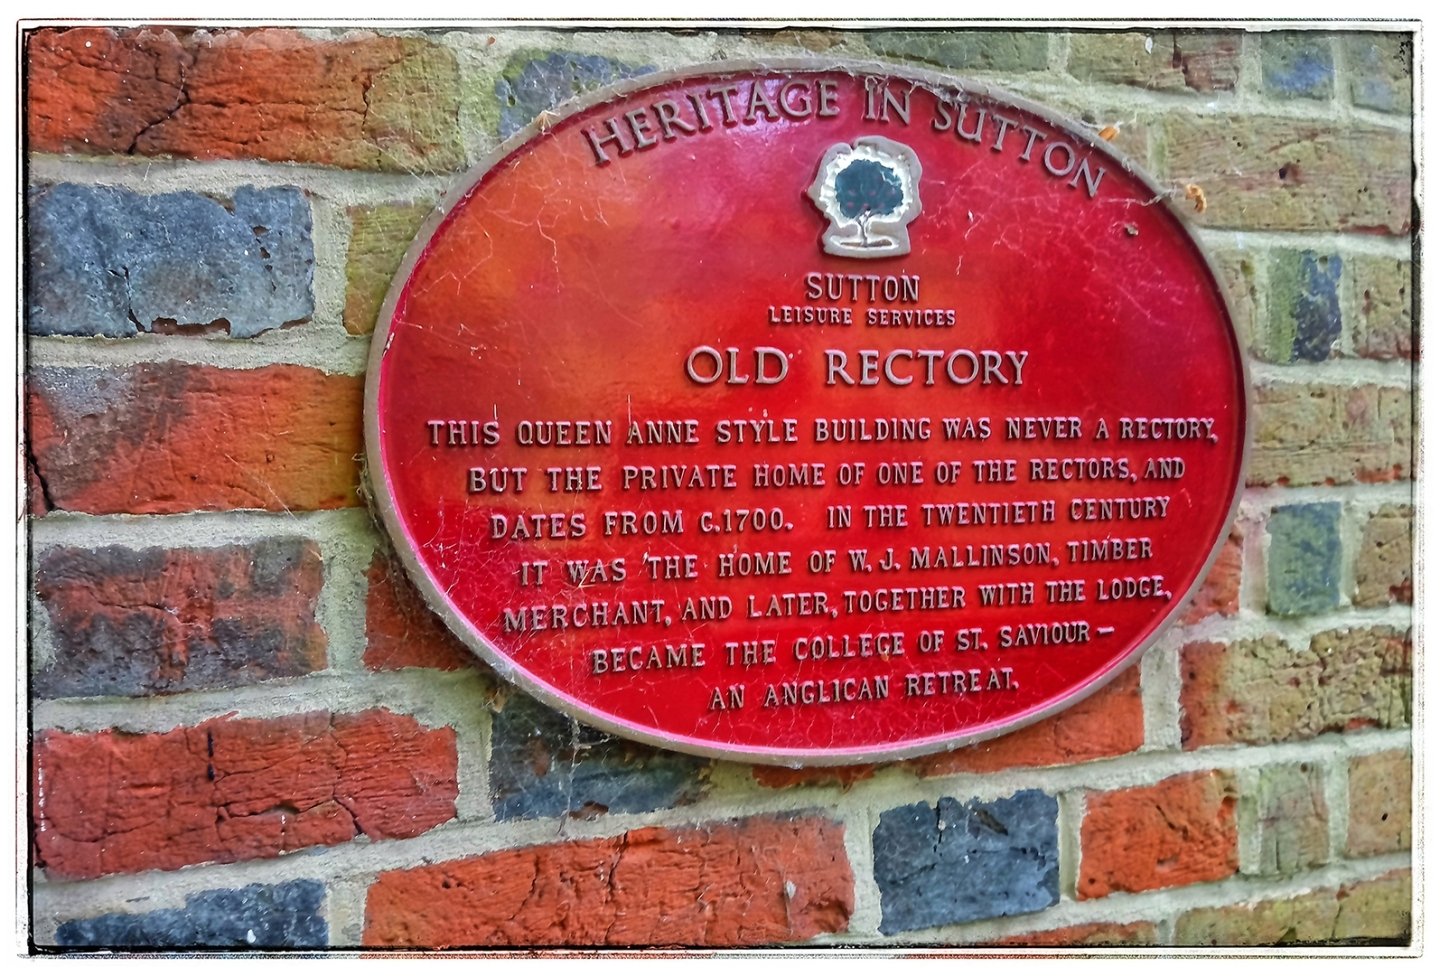 HERITAGE IN SUTTON
SUTTON
LEISURE SERVICES
OLD RECTORY
THIS QUEEN ANNE STYLE BUILDING WAS NEVER A RECTORY,
BUT THE PRIVATE HOME OF ONE OF THE RECTORS, AND
DATES FROM C.1700. IN THE TWENTIETH CENTURY
IT WAS THE HOME OF W. J. MALLINSON, TIMBER
MERCHANT, AND LATER, TOGETHER WITH THE LODGE,
BECAME THE COLLEGE OF ST. SAVIOUR –
AN ANGLICAN RETREAT.